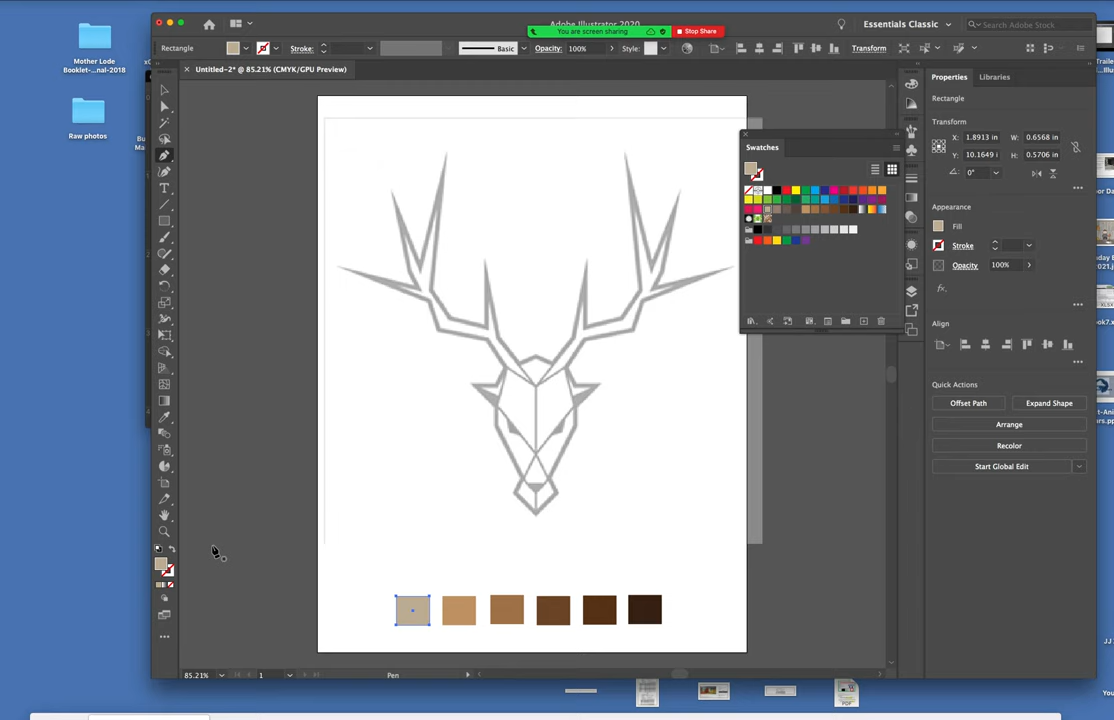 Mother Lode
Booklet-...nal-2018
Raw photos
Adobe Illustrator 2020
You are screen sharing
Stop Share
Essentials Classic
Search Adobe Stock
Rectangle
Stroke:
Basic
Opacity:
100%
Style:
Transform
Untitled-2* @ 85.21% (CMYK/GPU Preview)
Swatches
Properties
Libraries
Rectangle
Transform
X:
1.8913 in
W:
0.6568 in
Y:
10.1649 i
H:
0.5706 in
0°
Appearance
Fill
Stroke
Opacity
100%
fx.
Align
Quick Actions
Offset Path
Expand Shape
Arrange
Recolor
Start Global Edit
85.21%
1
Pen
PDF